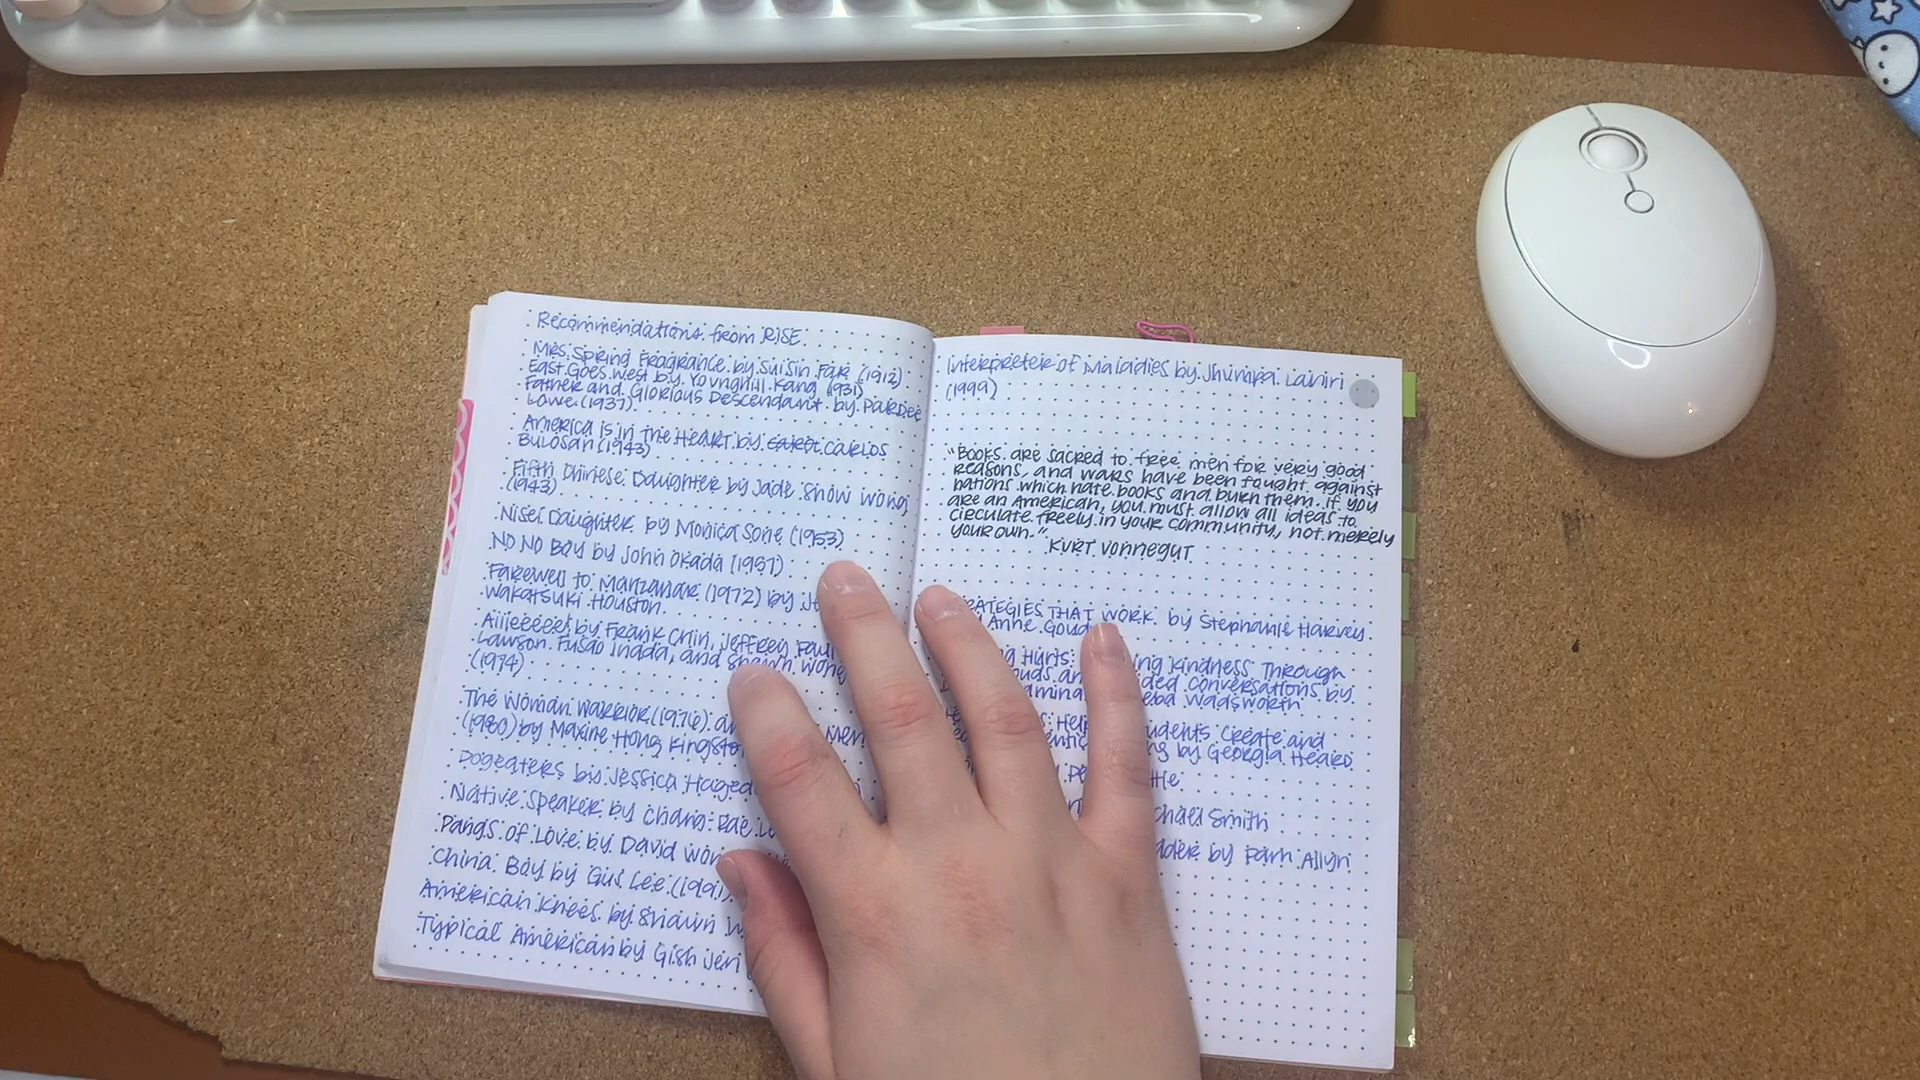 Recommendations from RISE
Mrs. Spring Fragrance by Sui Sin Far (1912)
East Goes West by Younghill Kang (1931)
Father and Glorious Descendant by Pardee
Lowe (1937)
America is in the Heart by Carlos
Bulosan (1943)
Fifth Chinese Daughter by Jade Snow Wong
(1943)
Nisei Daughter by Monica Sone (1953)
NO NO Boy by John Okada (1957)
Farewell to Manzanar (1972) by
Wakatsuki Houston
Aiiieeeee! by Frank Chin, Jeffrey Paul
Lawson Fusao Inada, and Shawn Wong
(1974)
The Woman Warrior (1976) Men
(1980) by Maxine Hong
Dogeaters by Jessica
Native Speaker by Chang-Rae
Pangs of Love by David
China Boy by Gus Lee (1991)
American Knees by Shawn
Typical American by Gish Jen
Interpreter of Maladies by Jhumpa Lahiri
(1999)
"Books are sacred to free men for very good
reasons, and wars have been fought against
nations which hate books and burn them. If you
are an American, you must allow all ideas to
circulate freely in your community, not merely
your own."
Kurt Vonnegut
THAT WORK by Stephanie Harvey
Anne
Hurts: Kindness Through
Conversations by
Wadsworth
Create and
by Georgia Heard
Smith
by Pam Allyn